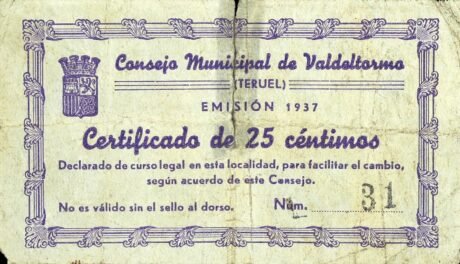 Consejo Municipal de Valdeltormo
(TERUEL)
EMISIÓN 1937
Certificado de 25 céntimos
Declarado de curso legal en esta localidad, para facilitar el cambio,
según acuerdo de este Consejo.
No es válido sin el sello al dorso. Núm. 31